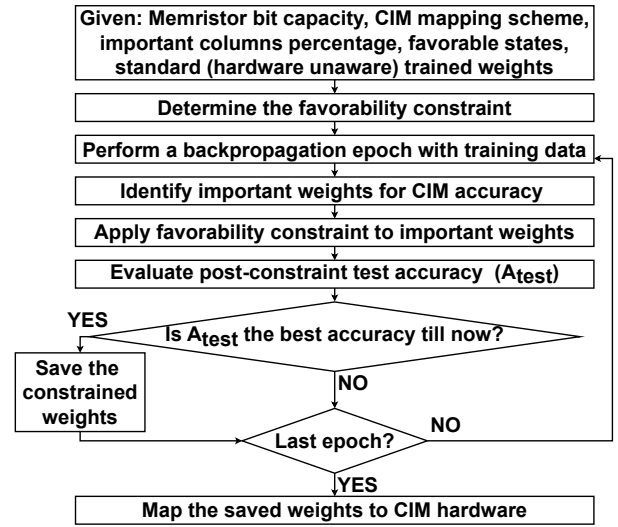 Given: Memristor bit capacity, CIM mapping scheme,
important columns percentage, favorable states,
standard (hardware unaware) trained weights
Determine the favorability constraint
Perform a backpropagation epoch with training data
Identify important weights for CIM accuracy
Apply favorability constraint to important weights
Evaluate post-constraint test accuracy (Atest)
YES
Is Atest the best accuracy till now?
Save the
constrained
weights
NO
Last epoch?
NO
YES
Map the saved weights to CIM hardware